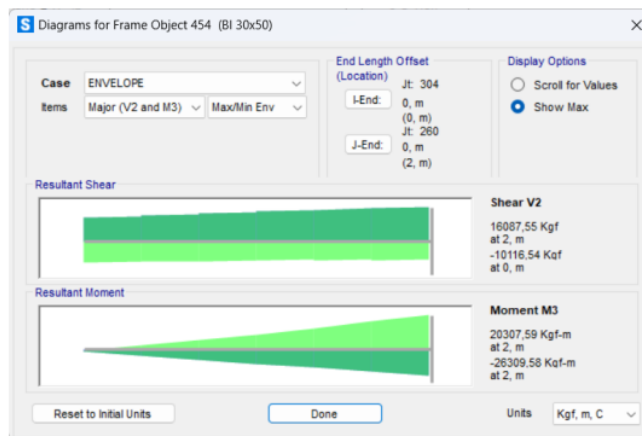 S Diagrams for Frame Object 454 (BI 30x50)
Case ENVELOPE
Items Major (V2 and M3) Max/Min Env
End Length Offset
(Location)
Jt: 304
I-End: 0, m
(0, m)
Jt: 260
J-End: 0, m
(2, m)
Display Options
Scroll for Values
Show Max
Resultant Shear
Shear V2
16087,55 Kgf
at 2, m
-10116,54 Kgf
at 0, m
Resultant Moment
Moment M3
20307,59 Kgf-m
at 2, m
-26309,58 Kgf-m
at 2, m
Reset to Initial Units Done Units Kgf, m, C